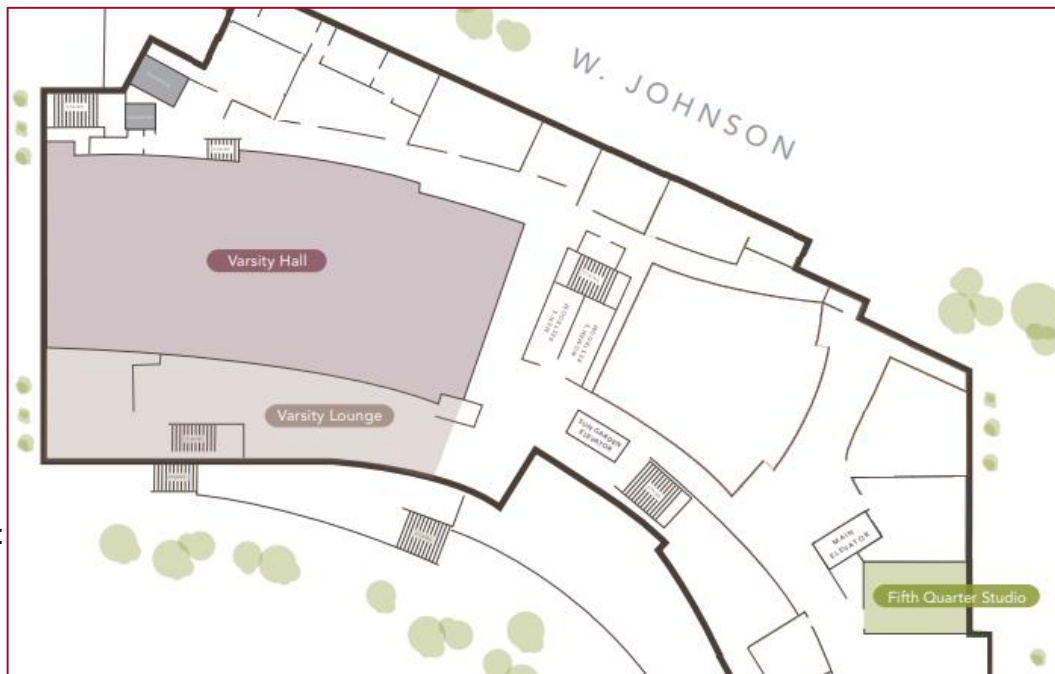 W. JOHNSON
Varsity Hall
MEN'S
RESTROOM
WOMEN'S
RESTROOM
Varsity Lounge
SUN GARDEN
ELEVATOR
MAIN
ELEVATOR
Fifth Quarter Studio